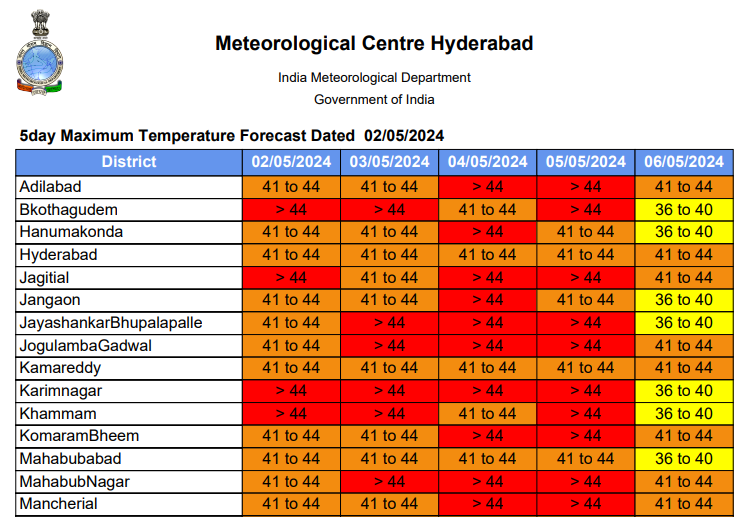 Meteorological Centre Hyderabad
India Meteorological Department
Government of India
5day Maximum Temperature Forecast Dated 02/05/2024
District 02/05/2024 03/05/2024 04/05/2024 05/05/2024 06/05/2024
Adilabad 41 to 44 41 to 44 > 44 > 44 41 to 44
Bkothagudem > 44 > 44 41 to 44 > 44 36 to 40
Hanumakonda 41 to 44 41 to 44 > 44 41 to 44 36 to 40
Hyderabad 41 to 44 41 to 44 41 to 44 41 to 44 41 to 44
Jagitial > 44 41 to 44 > 44 > 44 41 to 44
Jangaon 41 to 44 41 to 44 > 44 41 to 44 36 to 40
JayashankarBhupalapalle 41 to 44 > 44 > 44 > 44 36 to 40
JogulambaGadwal 41 to 44 > 44 > 44 > 44 41 to 44
Kamareddy 41 to 44 41 to 44 41 to 44 41 to 44 41 to 44
Karimnagar > 44 > 44 > 44 > 44 36 to 40
Khammam > 44 > 44 41 to 44 > 44 36 to 40
KomaramBheem 41 to 44 41 to 44 > 44 > 44 41 to 44
Mahabubabad 41 to 44 41 to 44 41 to 44 41 to 44 36 to 40
MahabubNagar 41 to 44 > 44 > 44 > 44 41 to 44
Mancherial 41 to 44 41 to 44 > 44 > 44 41 to 44